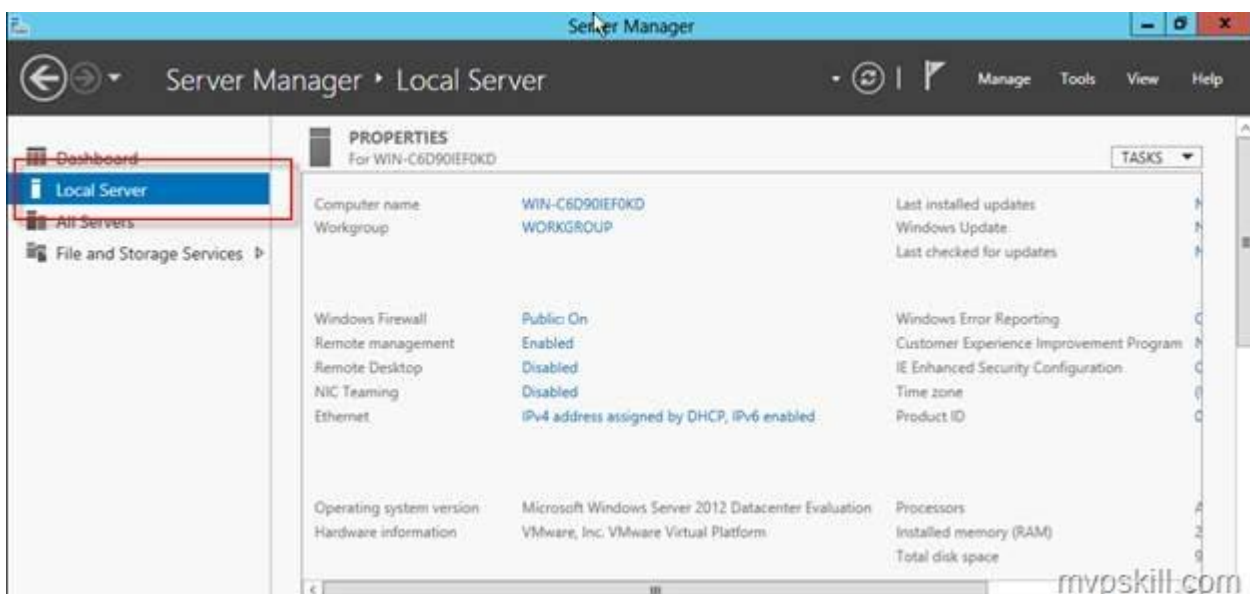 Server Manager
Server Manager • Local Server
Manage Tools View Help
Dashboard
Local Server
All Servers
File and Storage Services
PROPERTIES
For WIN-C6D90IEF0KD
TASKS
Computer name WIN-C6D90IEF0KD Last installed updates
Workgroup WORKGROUP Windows Update
Last checked for updates
Windows Firewall Public: On Windows Error Reporting
Remote management Enabled Customer Experience Improvement Program
Remote Desktop Disabled IE Enhanced Security Configuration
NIC Teaming Disabled Time zone
Ethernet IPv4 address assigned by DHCP, IPv6 enabled Product ID
Operating system version Microsoft Windows Server 2012 Datacenter Evaluation Processors
Hardware information VMware, Inc. VMware Virtual Platform Installed memory (RAM)
Total disk space
mvpskill.com